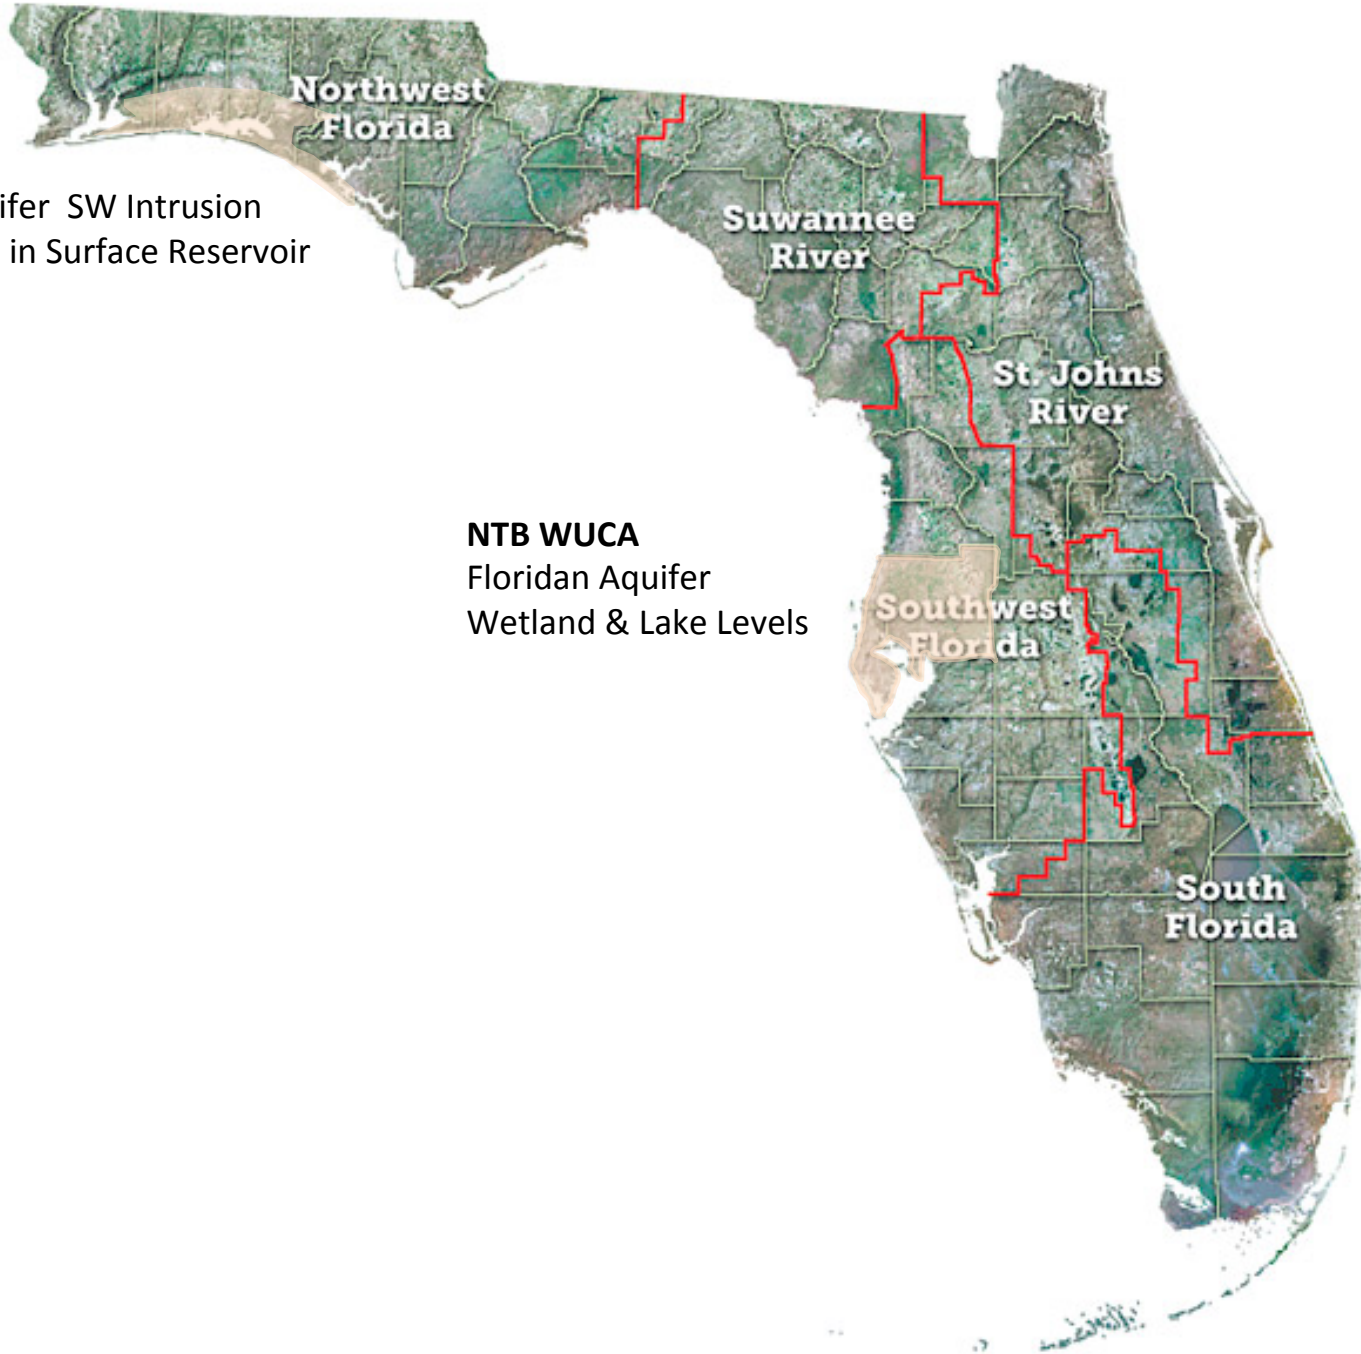 Northwest
Florida
SW Intrusion
in Surface Reservoir
Suwannee
River
St. Johns
River
NTB WUCA
Floridan Aquifer
Wetland & Lake Levels
Southwest
Florida
South
Florida